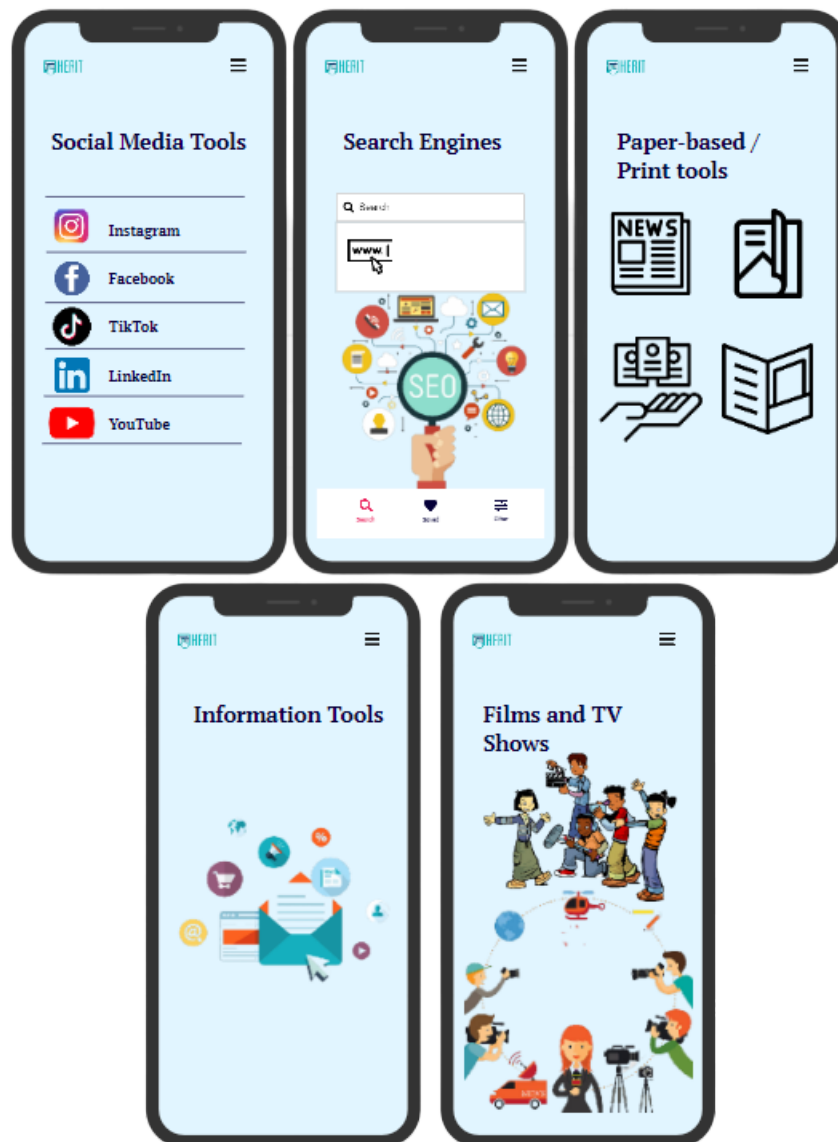 HERIT
Social Media Tools
Instagram
Facebook
TikTok
LinkedIn
YouTube
HERIT
Search Engines
Search
www.
SEO
Search
Saved
HERIT
Paper-based /
Print tools
NEWS
HERIT
Information Tools
%
@
HERIT
Films and TV
Shows